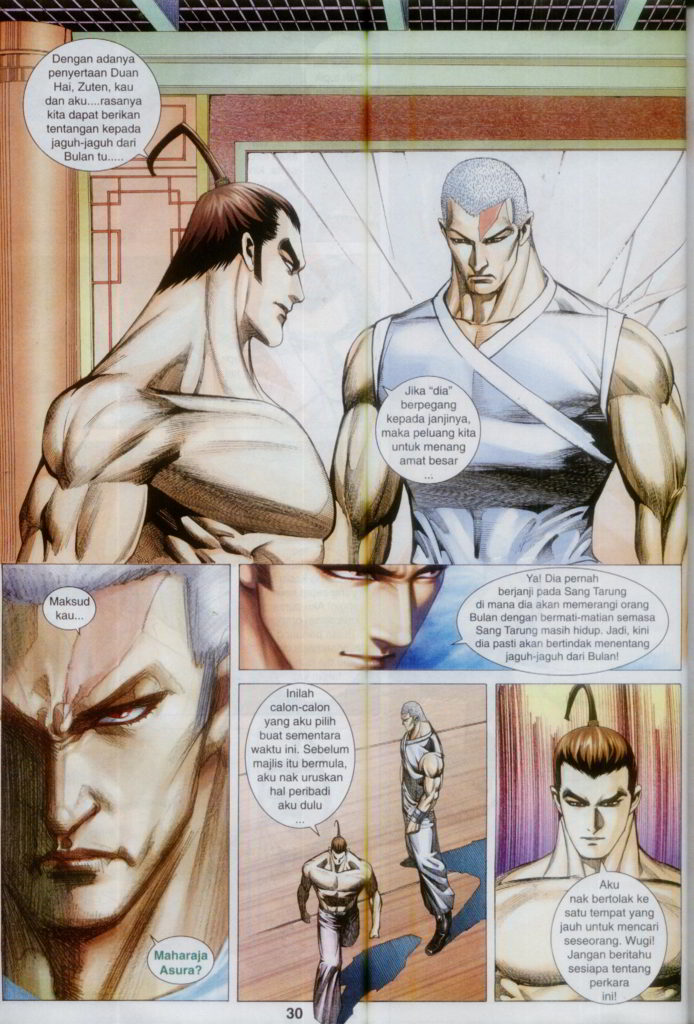 Dengan adanya
penyertaan Duan
Hai, Zuten, kau
dan aku....rasanya
kita dapat berikan
tentangan kepada
jaguh-jaguh dari
Bulan tu.....
Jika "dia"
berpegang
kepada janjinya,
maka peluang kita
untuk menang
amat besar
...
Maksud
kau...
Maharaja
Asura?
Ya! Dia pernah
berjanji pada Sang Tarung
di mana dia akan memerangi orang
Bulan dengan bermati-matian semasa
Sang Tarung masih hidup. Jadi, kini
dia pasti akan bertindak menentang
jaguh-jaguh dari Bulan!
Inilah
calon-calon
yang aku pilih
buat sementara
waktu ini. Sebelum
majlis itu bermula,
aku nak uruskan
hal peribadi
aku dulu
...
Aku
nak bertolak ke
satu tempat yang
jauh untuk mencari
seseorang. Wugi!
Jangan beritahu
sesiapa tentang
perkara
ini!
30